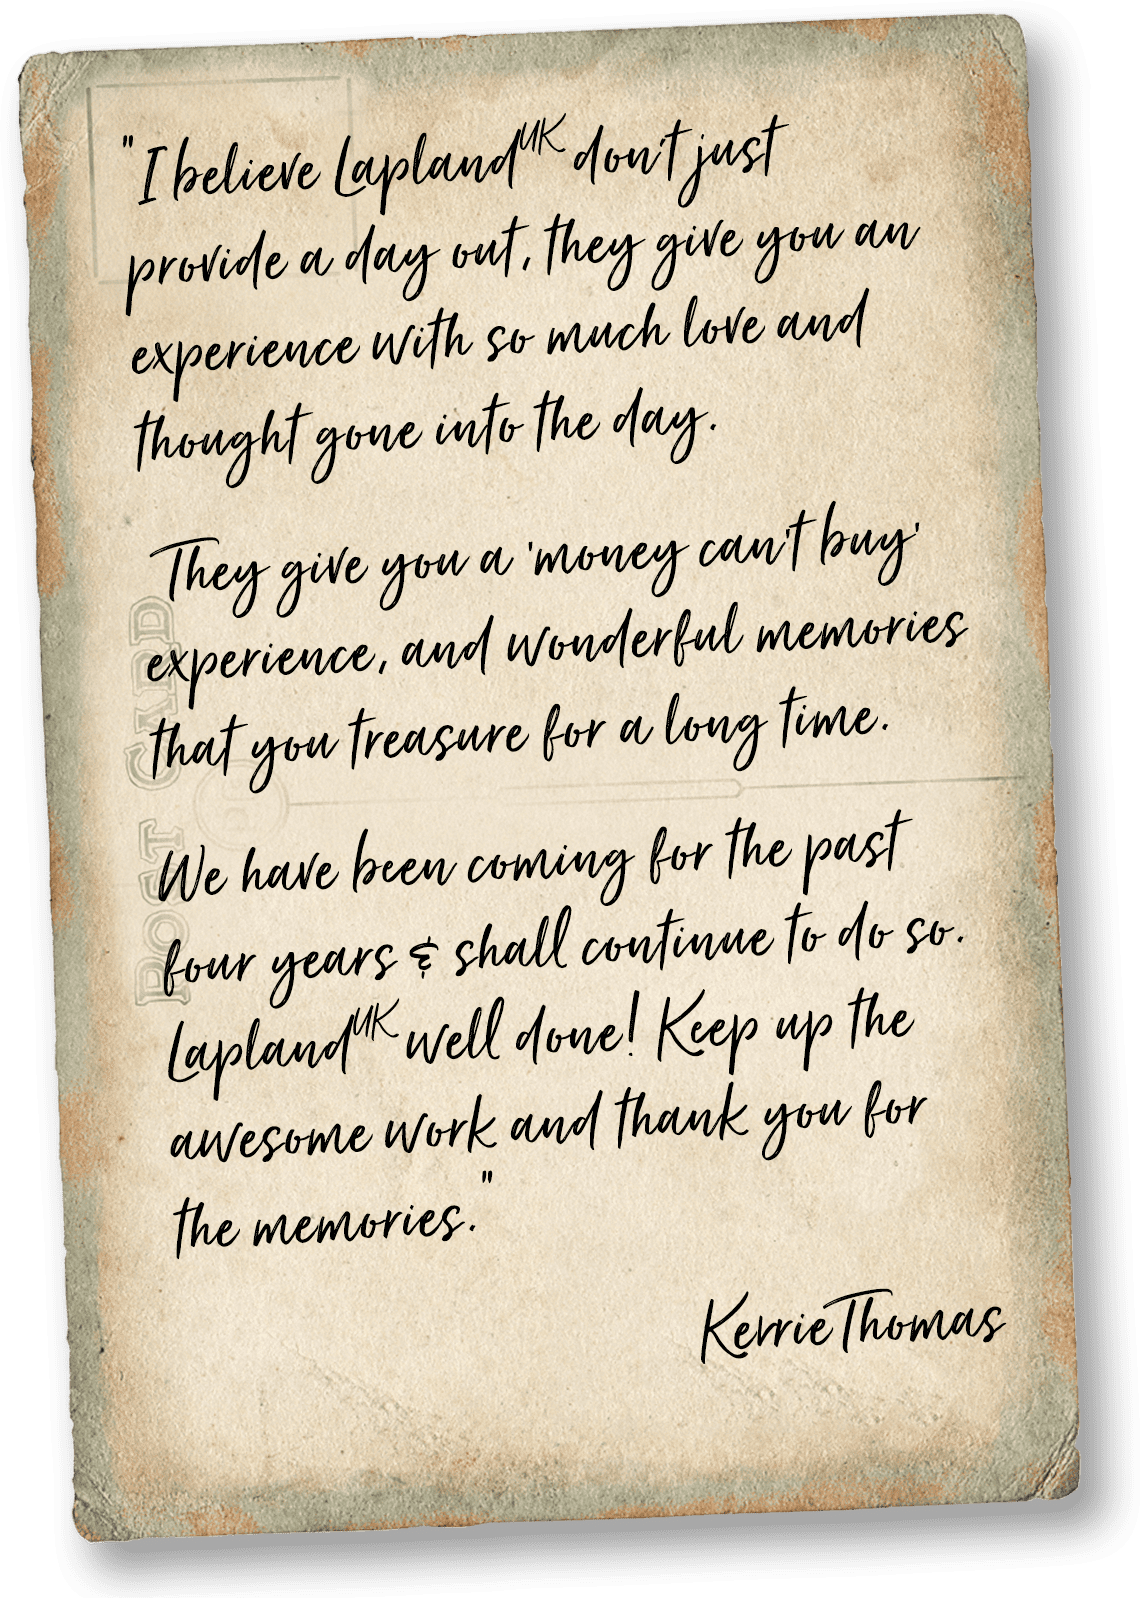 "I believe Lapland^UK don't just
provide a day out, they give you an
experience with so much love and
thought gone into the day.
They give you a 'money can't buy'
experience, and wonderful memories
that you treasure for a long time.
We have been coming for the past
four years & shall continue to do so.
Lapland^UK well done! Keep up the
awesome work and thank you for
the memories."
Kerrie Thomas
POST CARD